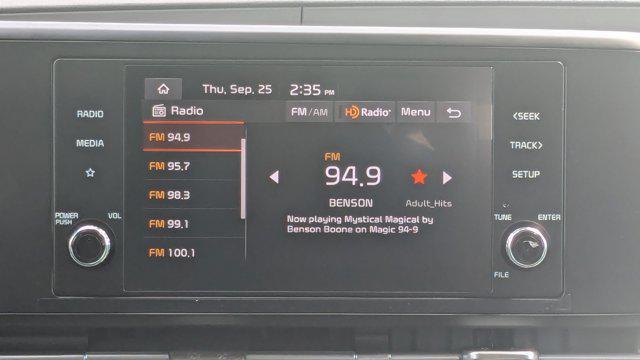 Thu, Sep. 25 2:35 PM
Radio FM/AM HD Radio Menu
RADIO
MEDIA
POWER PUSH VOL
FM 94.9
FM 95.7
FM 98.3
FM 99.1
FM 100.1
FM
94.9
BENSON Adult_Hits
Now playing Mystical Magical by
Benson Boone on Magic 94-9
<SEEK
TRACK>
SETUP
TUNE ENTER
FILE